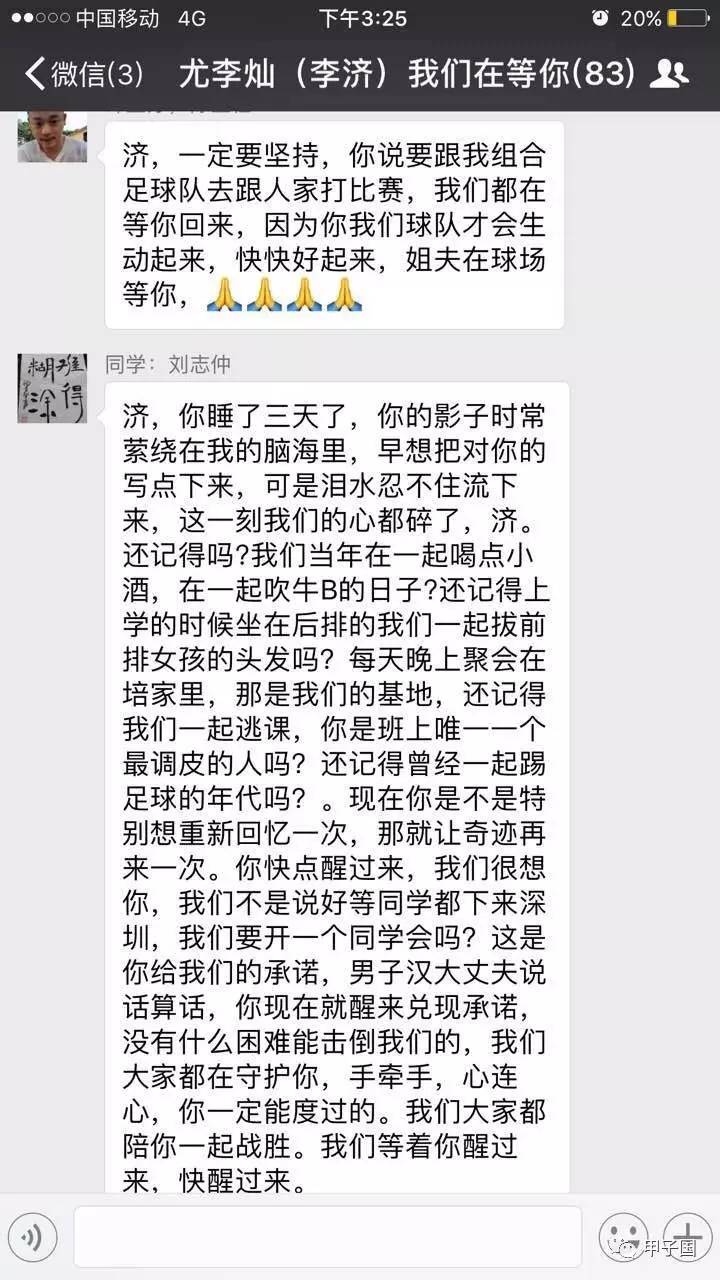 中国移动 4G 下午3:25 20%
微信(3) 尤李灿（李济）我们在等你(83)
济，一定要坚持，你说要跟我组合
足球队去跟人家打比赛，我们都在
等你回来，因为你我们球队才会生
动起来，快快好起来，姐夫在球场
等你，🙏🙏🙏🙏
难得糊涂
同学：刘志仲
济，你睡了三天了，你的影子时常
萦绕在我的脑海里，早想把对你的
写点下来，可是泪水忍不住流下
来，这一刻我们的心都碎了，济。
还记得吗?我们当年在一起喝点小
酒，在一起吹牛B的日子?还记得上
学的时候坐在后排的我们一起拔前
排女孩的头发吗？每天晚上聚会在
培家里，那是我们的基地，还记得
我们一起逃课，你是班上唯一一个
最调皮的人吗？还记得曾经一起踢
足球的年代吗？。现在你是不是特
别想重新回忆一次，那就让奇迹再
来一次。你快点醒过来，我们很想
你，我们不是说好等同学都下来深
圳，我们要开一个同学会吗？这是
你给我们的承诺，男子汉大丈夫说
话算话，你现在就醒来兑现承诺，
没有什么困难能击倒我们的，我们
大家都在守护你，手牵手，心连
心，你一定能度过的。我们大家都
陪你一起战胜。我们等着你醒过
来，快醒过来。
甲子国